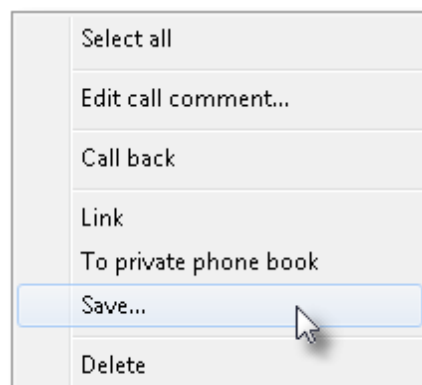 Select all
Edit call comment...
Call back
Link
To private phone book
Save...
Delete